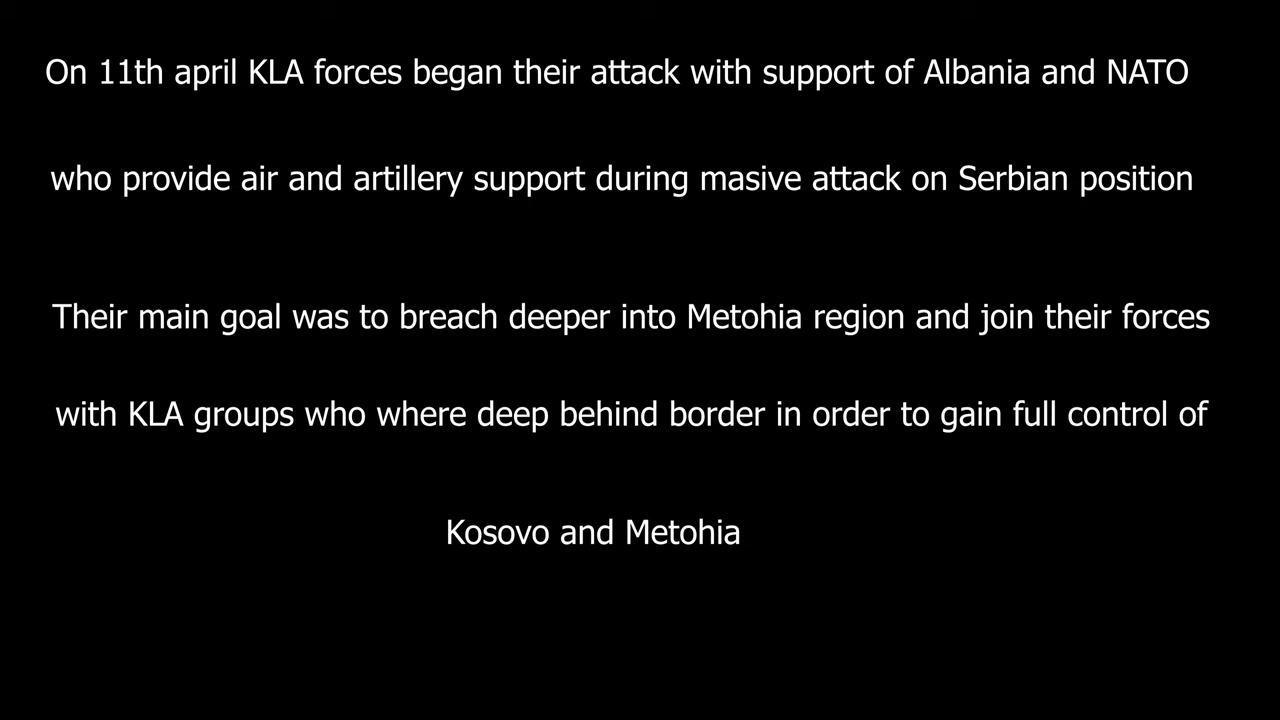 On 11th april KLA forces began their attack with support of Albania and NATO
who provide air and artillery support during masive attack on Serbian position
Their main goal was to breach deeper into Metohia region and join their forces
with KLA groups who where deep behind border in order to gain full control of
Kosovo and Metohia